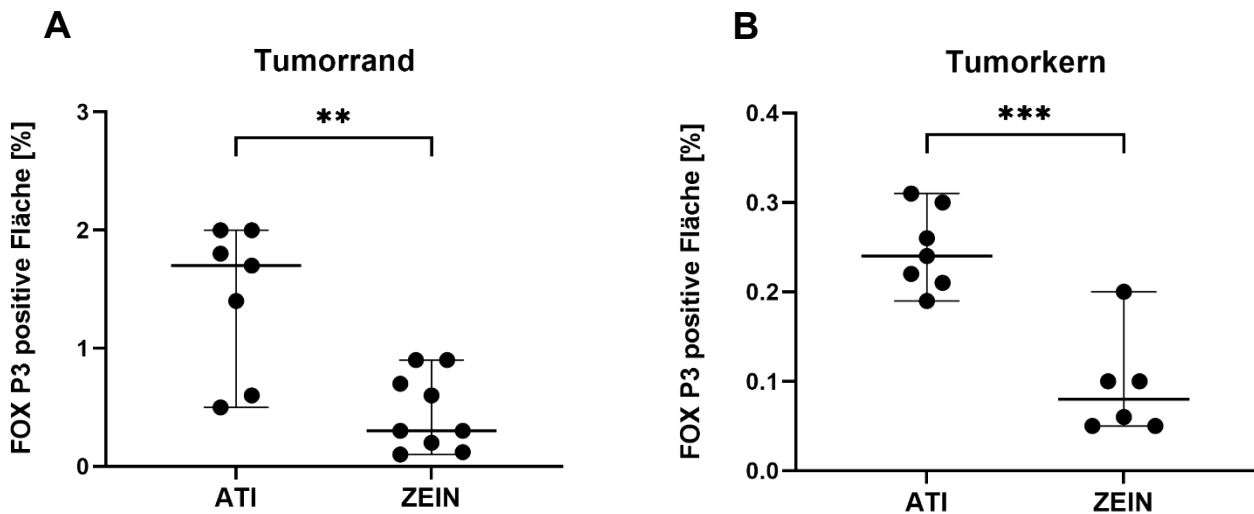 A
Tumorrand
FOX P3 positive Fläche [%]
3
2
1
0
**
ATI
ZEIN
B
Tumorkern
FOX P3 positive Fläche [%]
0.4
0.3
0.2
0.1
0.0
***
ATI
ZEIN